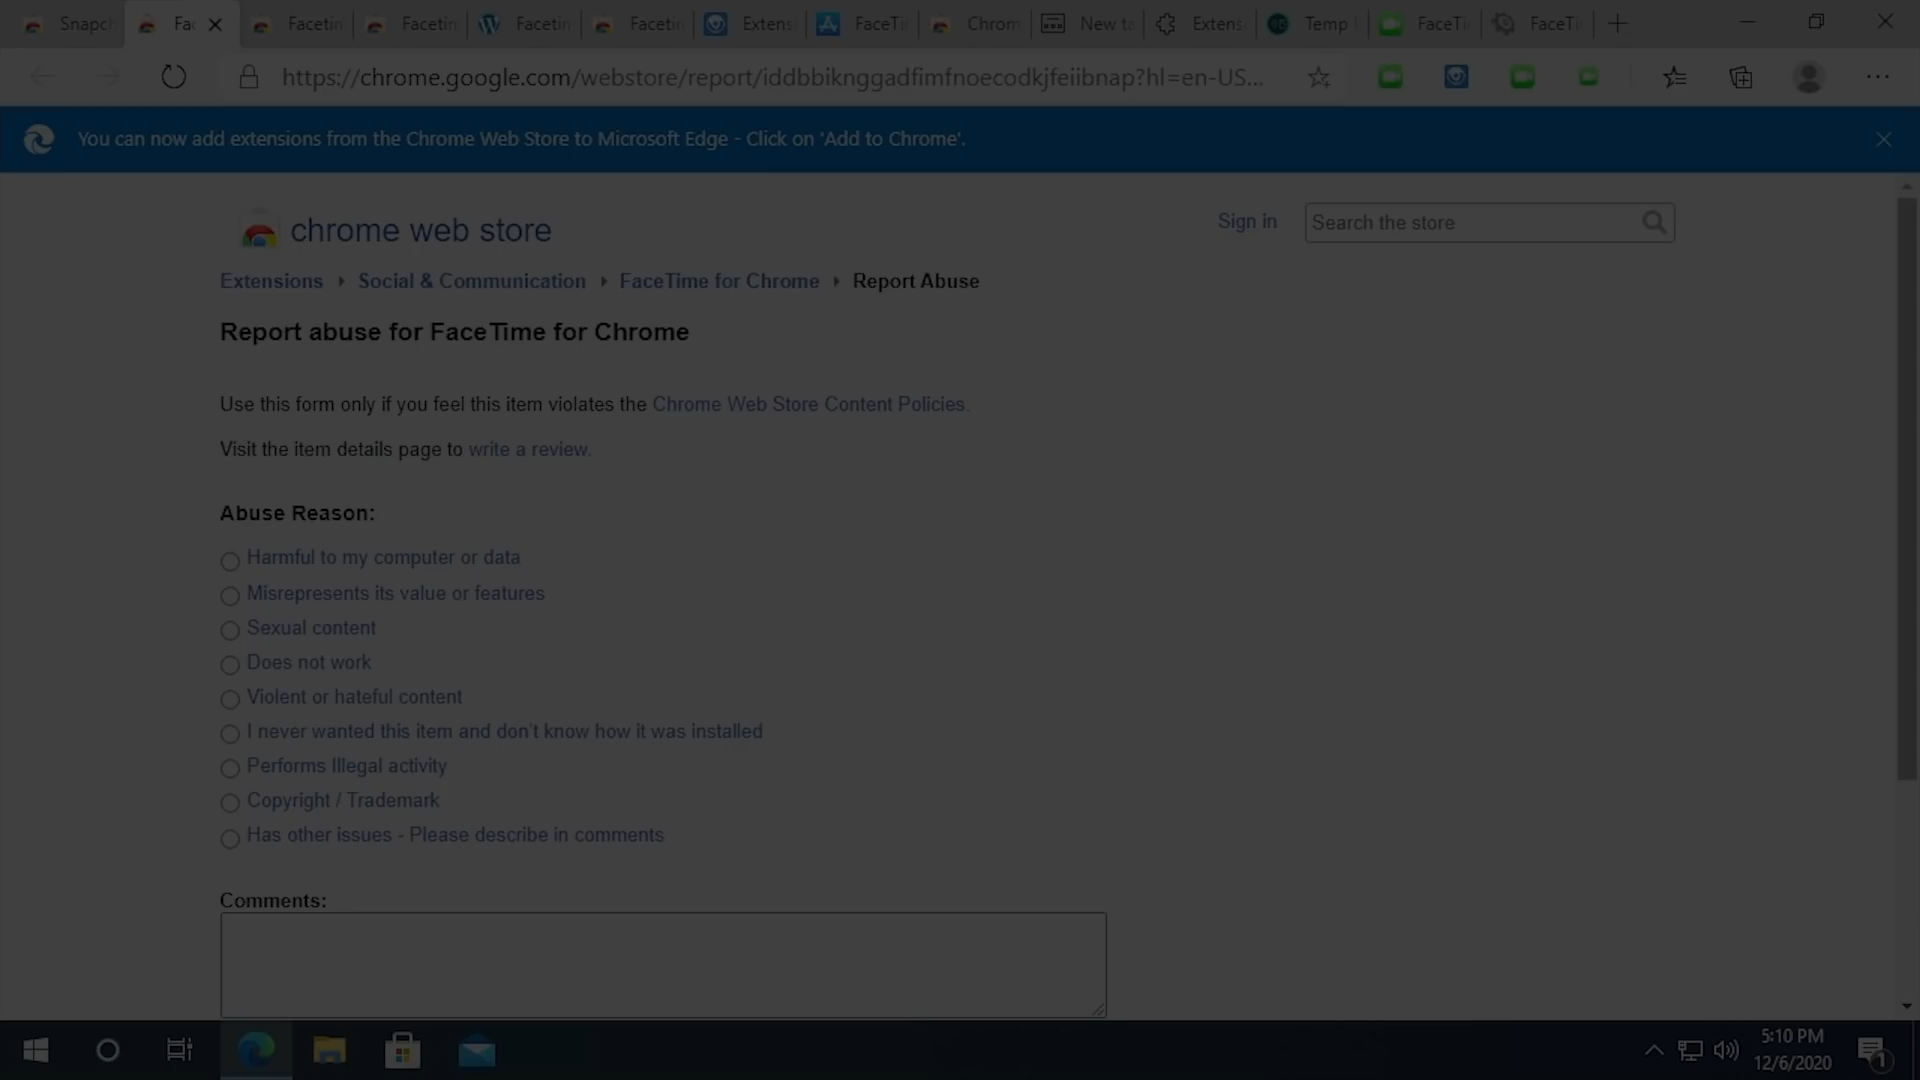 Snapch
Fac
Facetim
Facetim
Facetim
Facetim
Extens
FaceTi
Chrom
New ta
Extens
Temp
FaceTi
FaceTi
https://chrome.google.com/webstore/report/iddbbiknggadfimfnoecodkjfeiibnap?hl=en-US...
You can now add extensions from the Chrome Web Store to Microsoft Edge - Click on 'Add to Chrome'.
chrome web store
Sign in
Search the store
Extensions Social & Communication FaceTime for Chrome Report Abuse
Report abuse for FaceTime for Chrome
Use this form only if you feel this item violates the Chrome Web Store Content Policies.
Visit the item details page to write a review.
Abuse Reason:
Harmful to my computer or data
Misrepresents its value or features
Sexual content
Does not work
Violent or hateful content
I never wanted this item and don't know how it was installed
Performs Illegal activity
Copyright / Trademark
Has other issues - Please describe in comments
Comments:
5:10 PM
12/6/2020
1